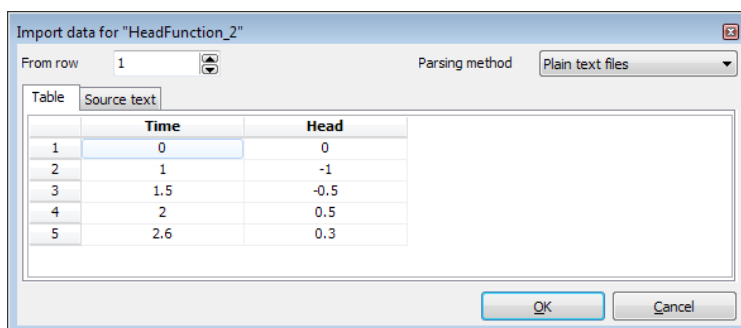 Import data for "HeadFunction_2"
From row 1 Parsing method Plain text files
Table Source text
Time Head
1 0 0
2 1 -1
3 1.5 -0.5
4 2 0.5
5 2.6 0.3
OK Cancel